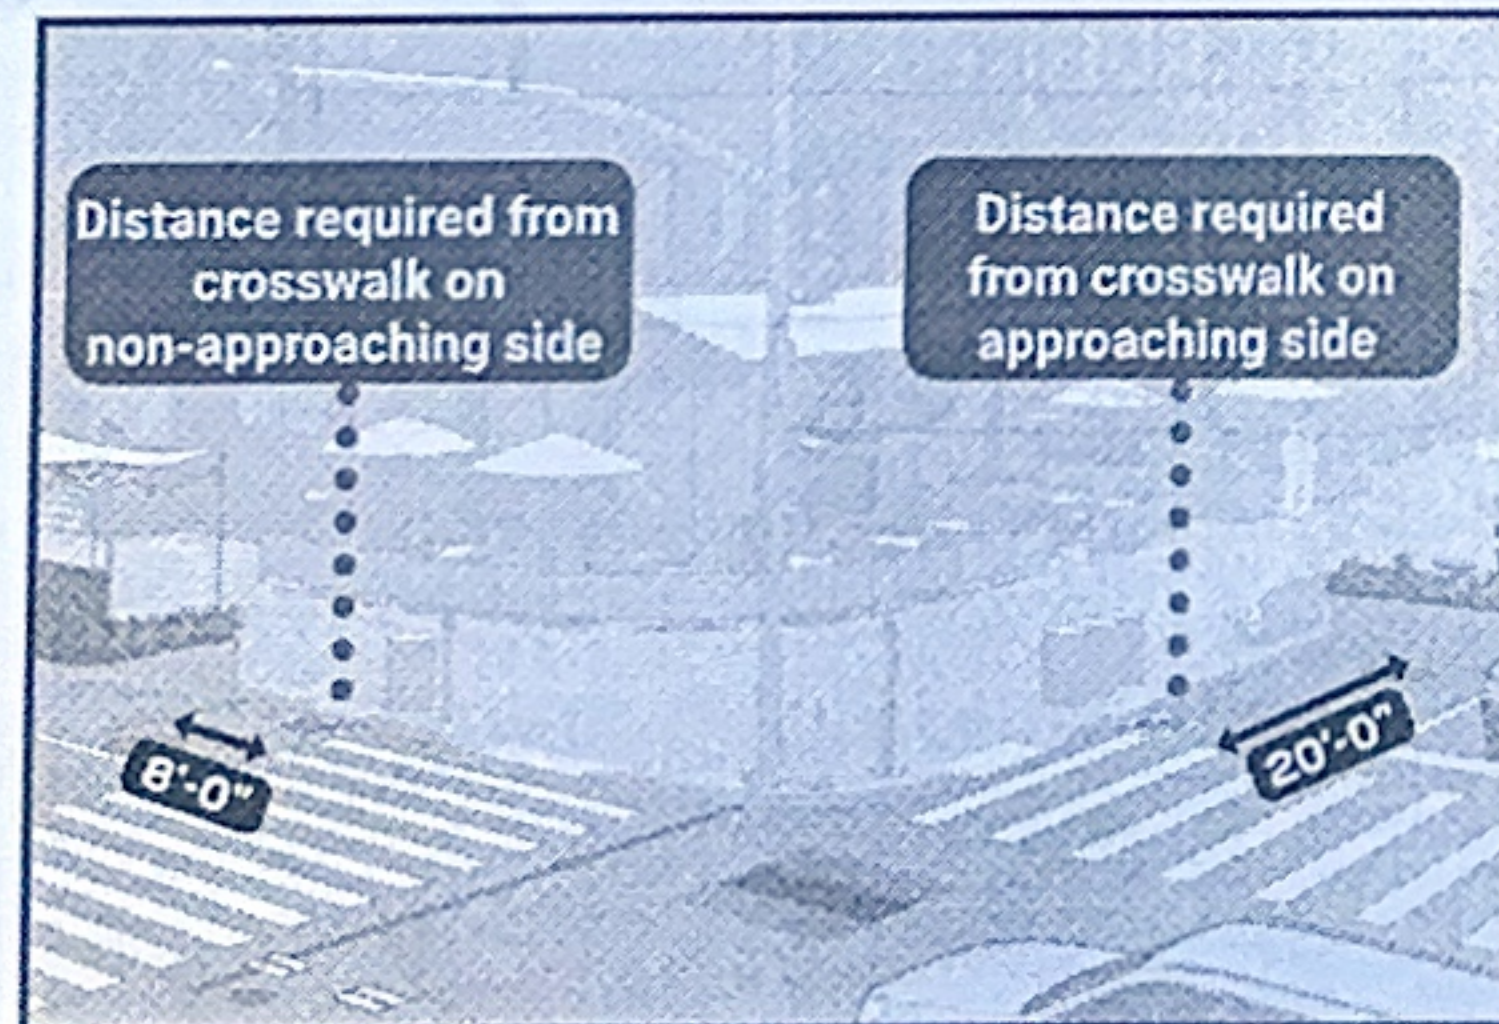 Distance required from
crosswalk on
non-approaching side
Distance required
from crosswalk on
approaching side
8'-0"
20'-0"